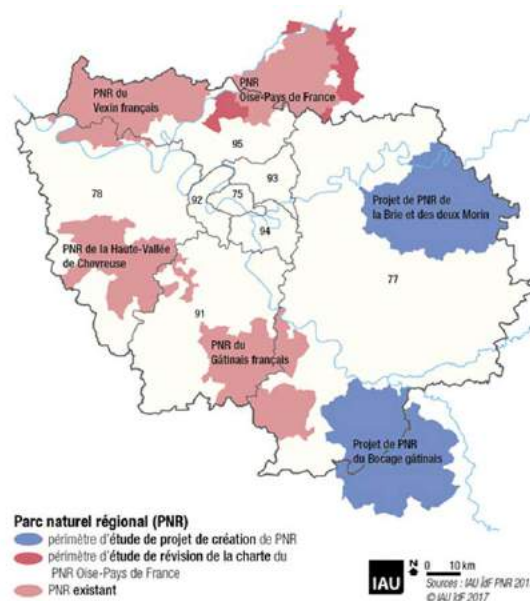 PNR du
Vexin français
PNR
Oise-Pays de France
95
93
78
92
75
94
Projet de PNR de
la Brie et des deux Morin
PNR de la Haute-Vallée
de Chevreuse
77
91
PNR du
Gâtinais français
Projet de PNR
du Bocage gâtinais
Parc naturel régional (PNR)
périmètre d'étude de projet de création de PNR
périmètre d'étude de révision de la charte du
PNR Oise-Pays de France
PNR existant
IAU
N
0 10 km
Sources : IAU îdF PNR 201
© IAU îdF 2017